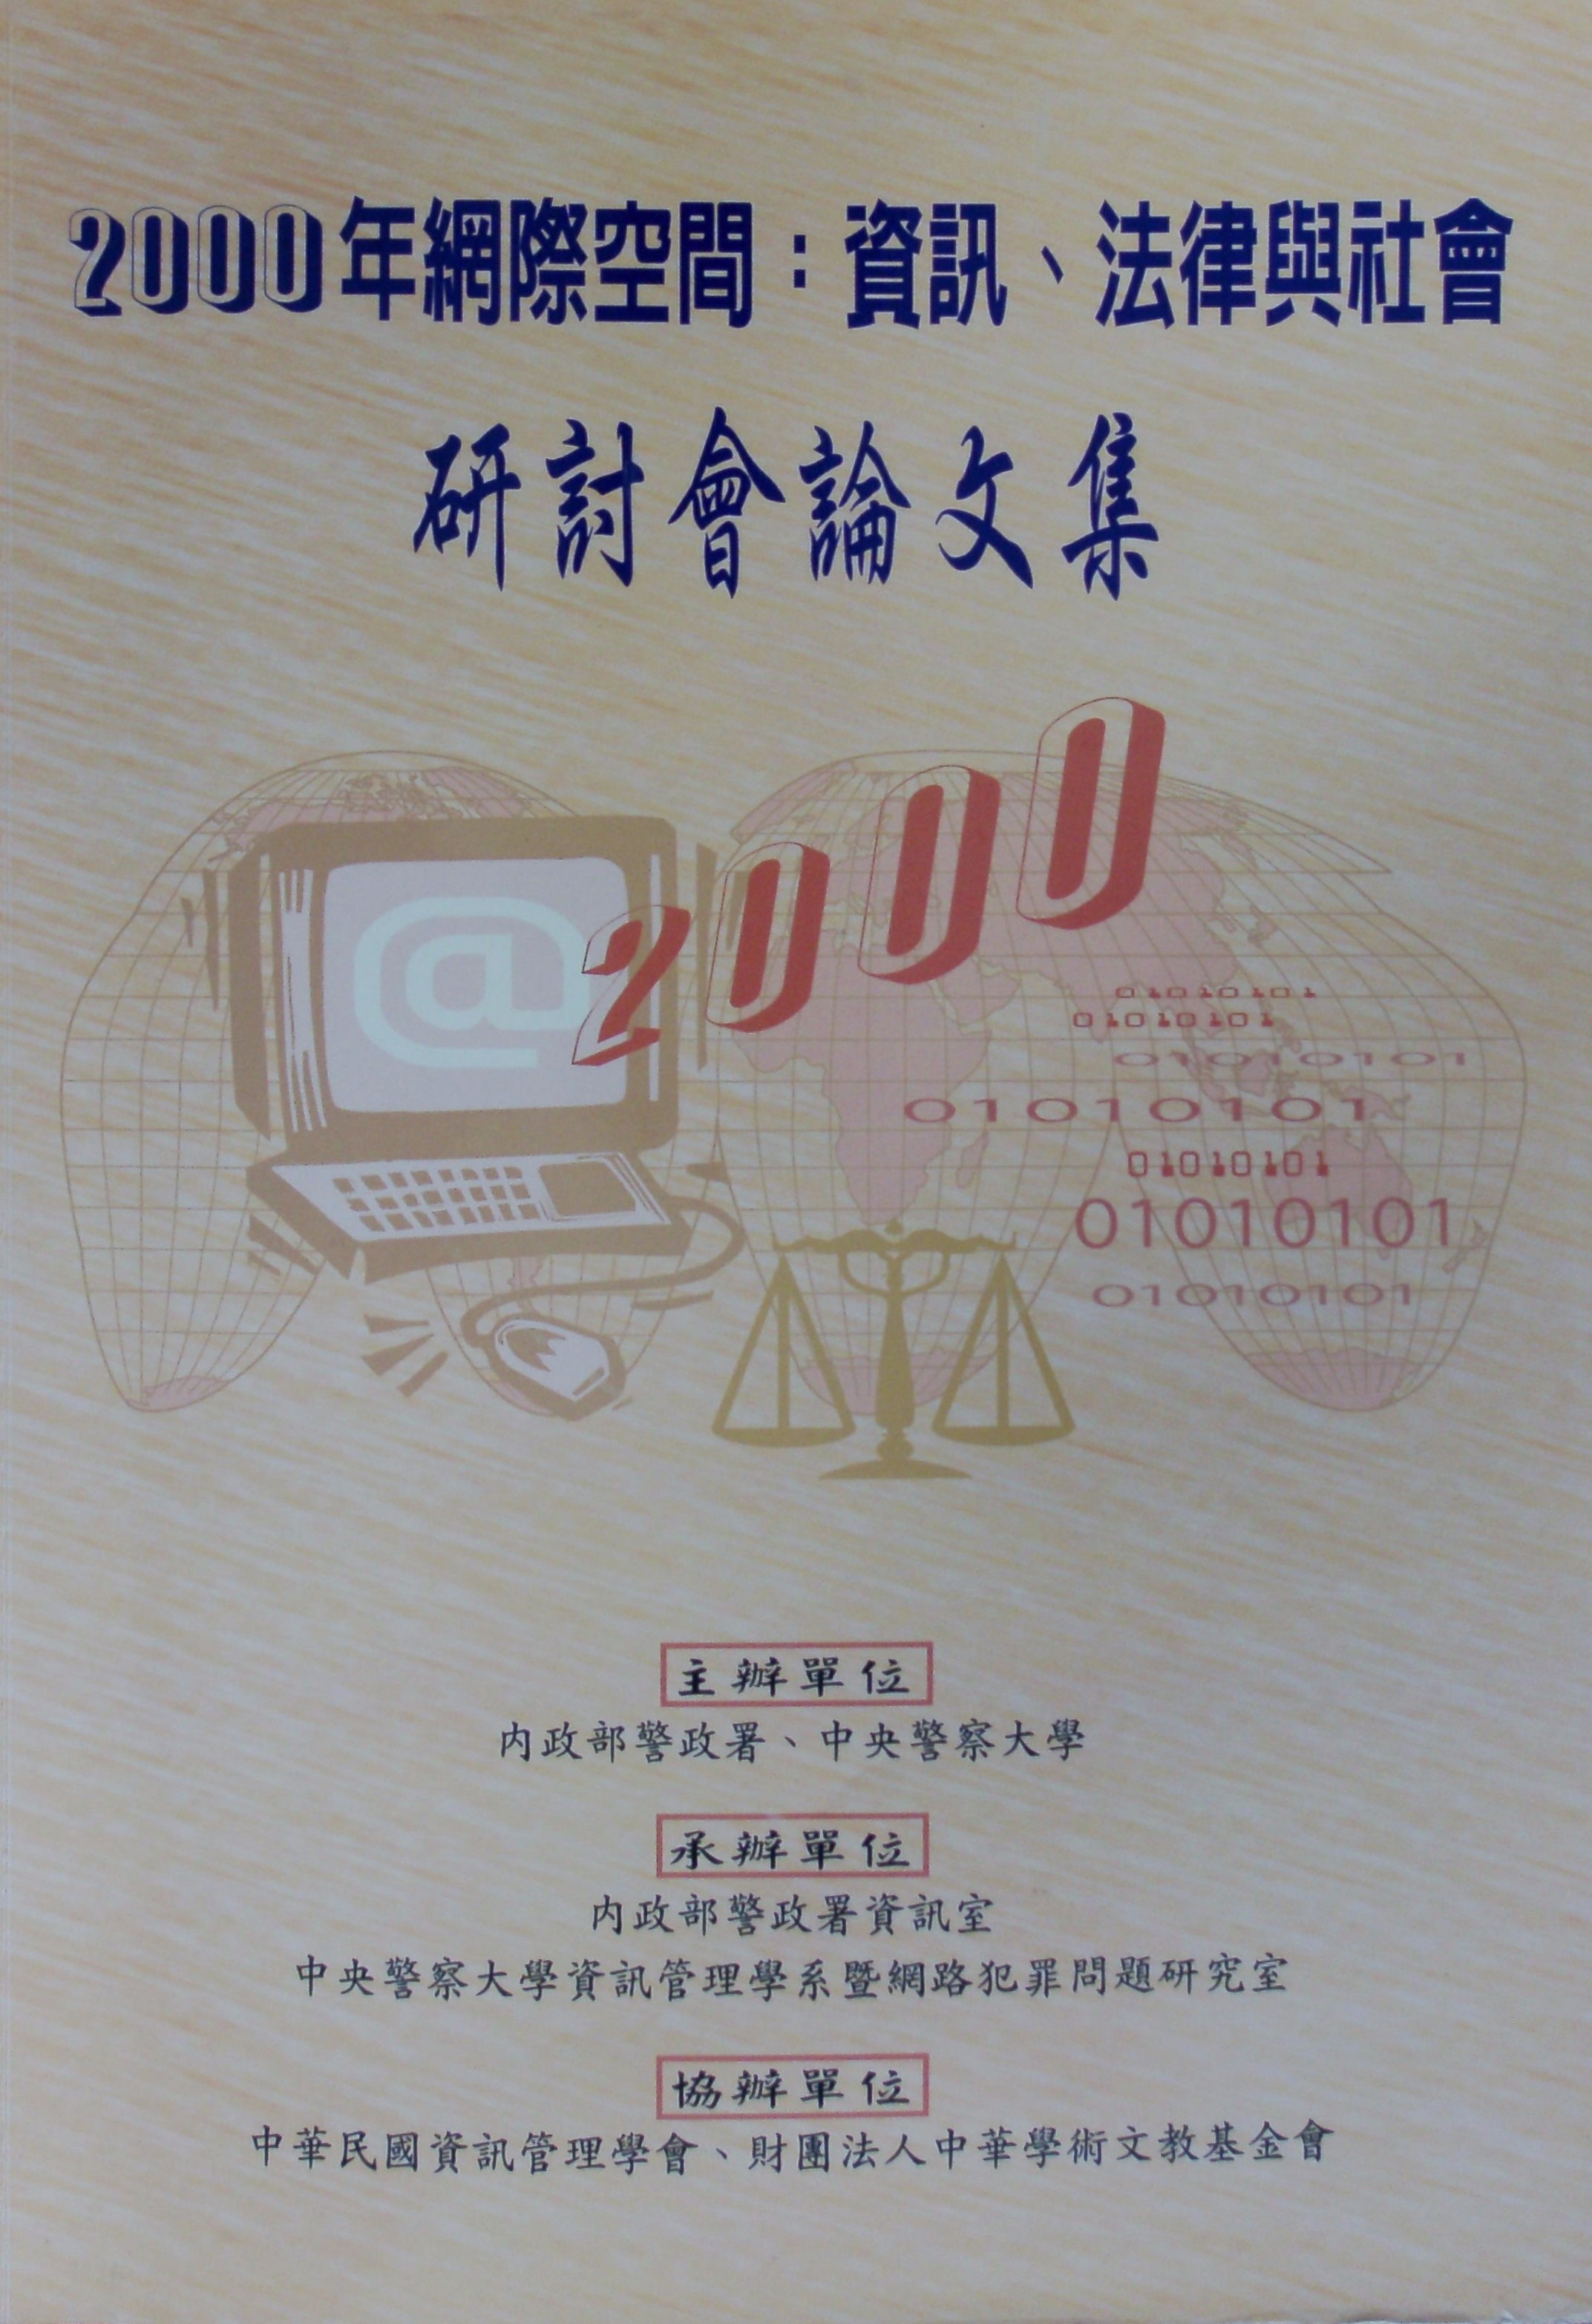 2000年網際空間：資訊、法律與社會
研討會論文集
@
2000
01010101
01010101
01010101
01010101
01010101
01010101
01010101
主辦單位
內政部警政署、中央警察大學
承辦單位
內政部警政署資訊室
中央警察大學資訊管理學系暨網路犯罪問題研究室
協辦單位
中華民國資訊管理學會、財團法人中華學術文教基金會